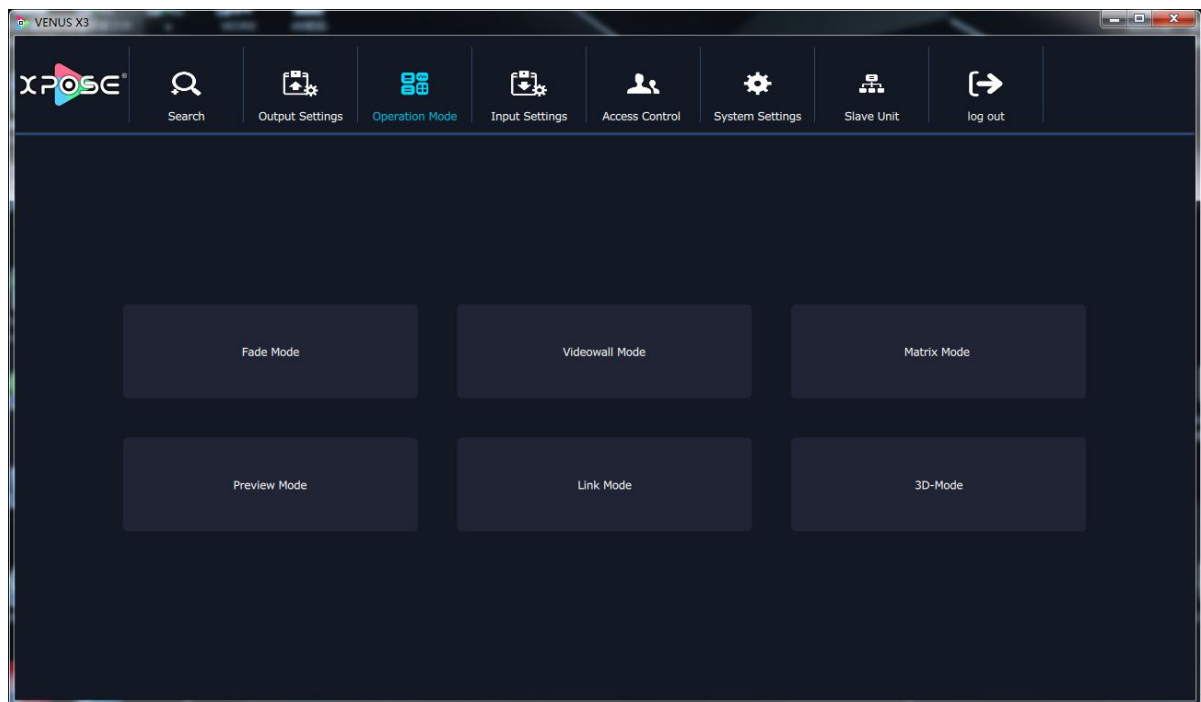 VENUS X3
XPOSE®
Search
Output Settings
Operation Mode
Input Settings
Access Control
System Settings
Slave Unit
log out
Fade Mode
Videowall Mode
Matrix Mode
Preview Mode
Link Mode
3D-Mode